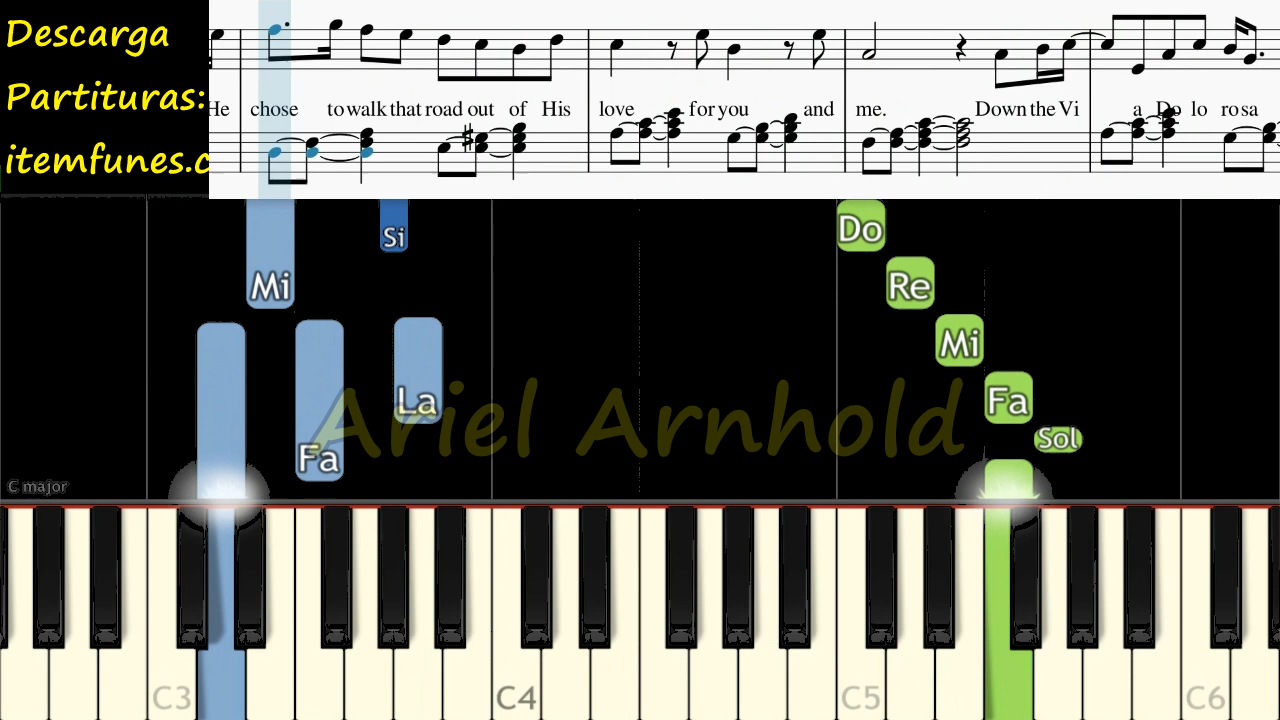 Descarga
Partituras:
itemfunes.c
He chose to walk that road out of His love for you and me. Down the Vi a Do lo ro sa
Si
Do
Mi
Re
Mi
La
Fa
Fa
Sol
Ariel Arnhold
C major
C3 C4 C5 C6